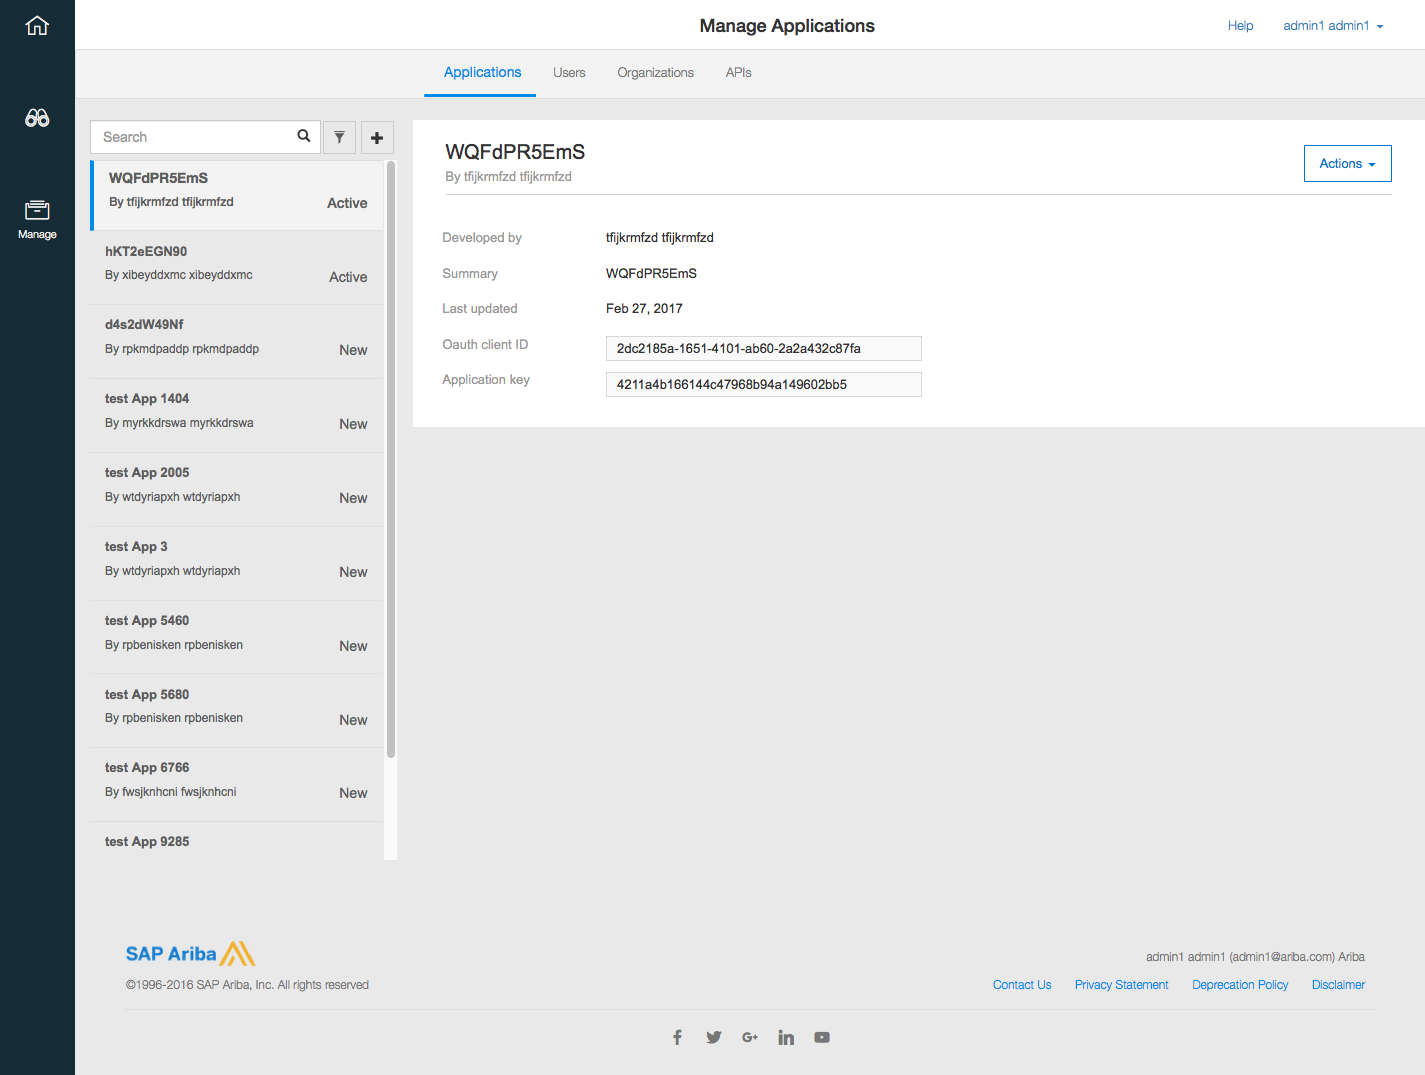 Manage Applications
Help
admin1 admin1
Applications
Users
Organizations
APIs
Manage
Search
WQFdPR5EmS
By tfijkrmfzd tfijkrmfzd
Active
hKT2eEGN90
By xibeyddxmc xibeyddxmc
Active
d4s2dW49Nf
By rpkmdpaddp rpkmdpaddp
New
test App 1404
By myrkkdrswa myrkkdrswa
New
test App 2005
By wtdyriapxh wtdyriapxh
New
test App 3
By wtdyriapxh wtdyriapxh
New
test App 5460
By rpbenisken rpbenisken
New
test App 5680
By rpbenisken rpbenisken
New
test App 6766
By fwsjknhcni fwsjknhcni
New
test App 9285
WQFdPR5EmS
By tfijkrmfzd tfijkrmfzd
Actions
Developed by
tfijkrmfzd tfijkrmfzd
Summary
WQFdPR5EmS
Last updated
Feb 27, 2017
Oauth client ID
2dc2185a-1651-4101-ab60-2a2a432c87fa
Application key
4211a4b166144c47968b94a149602bb5
SAP Ariba
©1996-2016 SAP Ariba, Inc. All rights reserved
admin1 admin1 (admin1@ariba.com) Ariba
Contact Us
Privacy Statement
Deprecation Policy
Disclaimer